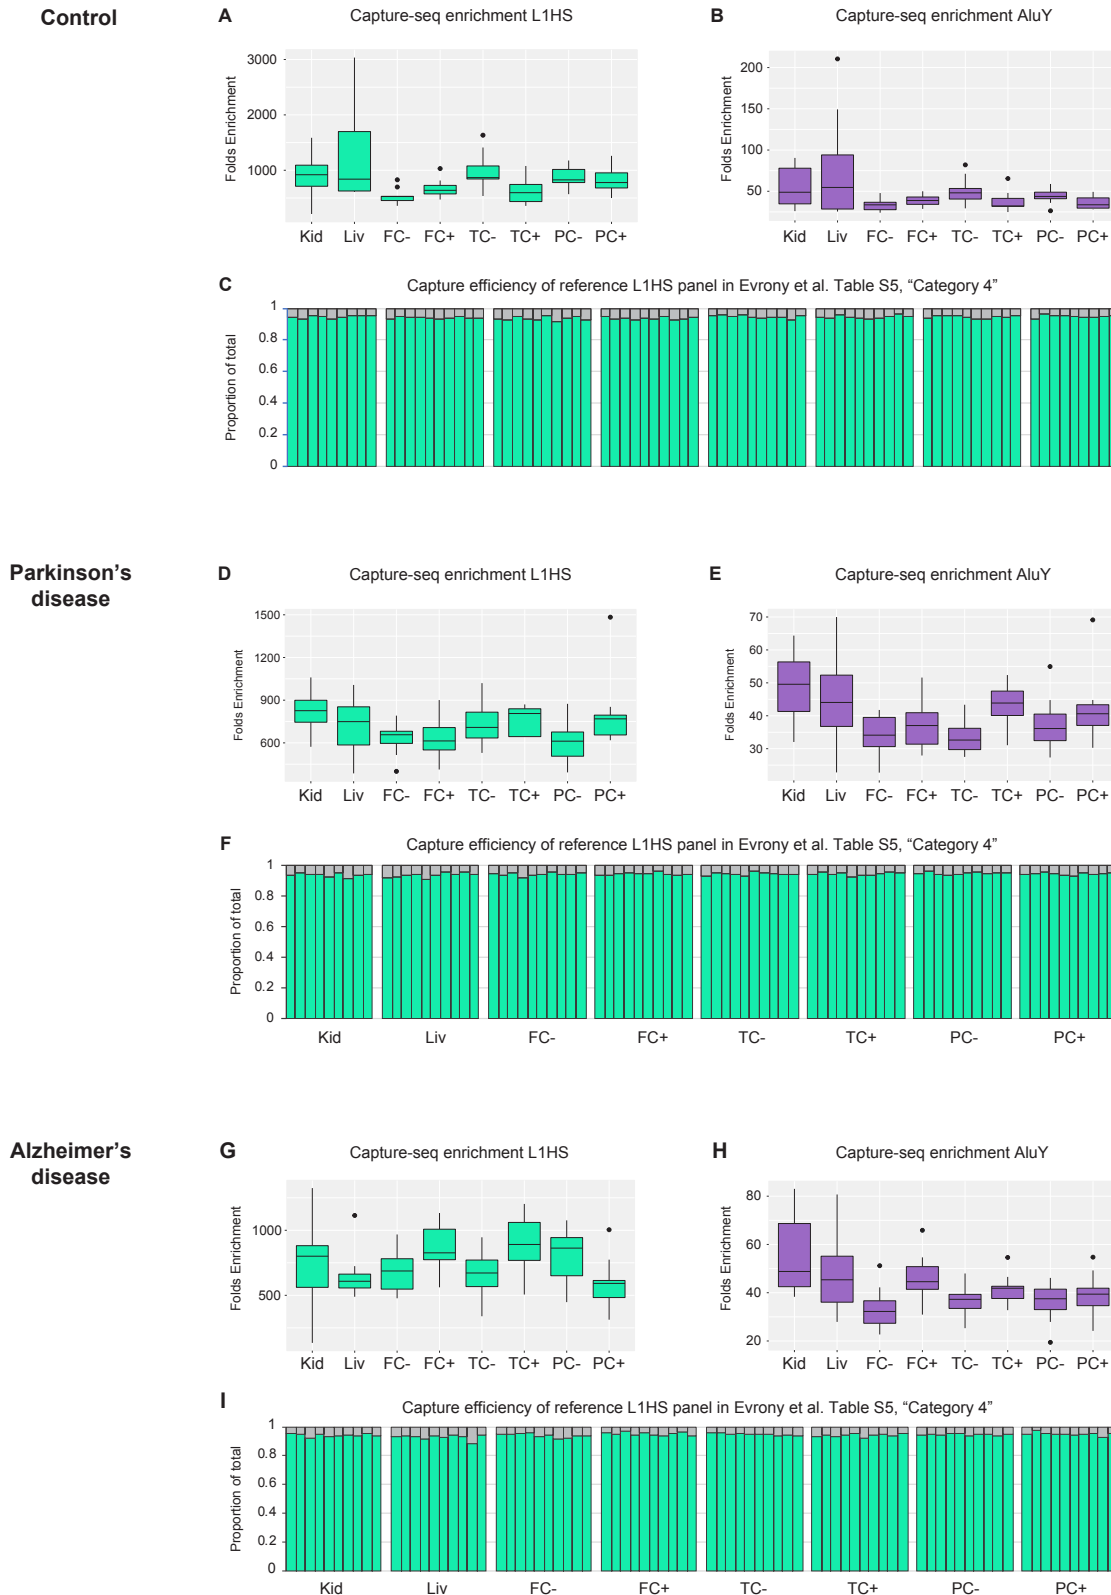 Control
A
Capture-seq enrichment L1HS
B
Capture-seq enrichment AluY
Folds Enrichment
3000
2000
1000
Kid Liv FC- FC+ TC- TC+ PC- PC+
Folds Enrichment
200
150
100
50
Kid Liv FC- FC+ TC- TC+ PC- PC+
C
Capture efficiency of reference L1HS panel in Evrony et al. Table S5, “Category 4”
Proportion of total
1
0.8
0.6
0.4
0.2
0
Parkinson’s
disease
D
Capture-seq enrichment L1HS
E
Capture-seq enrichment AluY
Folds Enrichment
1500
1200
900
600
Kid Liv FC- FC+ TC- TC+ PC- PC+
Folds Enrichment
70
60
50
40
30
Kid Liv FC- FC+ TC- TC+ PC- PC+
F
Capture efficiency of reference L1HS panel in Evrony et al. Table S5, “Category 4”
Proportion of total
1
0.8
0.6
0.4
0.2
0
Kid Liv FC- FC+ TC- TC+ PC- PC+
Alzheimer’s
disease
G
Capture-seq enrichment L1HS
H
Capture-seq enrichment AluY
Folds Enrichment
1000
500
Kid Liv FC- FC+ TC- TC+ PC- PC+
Folds Enrichment
80
60
40
20
Kid Liv FC- FC+ TC- TC+ PC- PC+
I
Capture efficiency of reference L1HS panel in Evrony et al. Table S5, “Category 4”
Proportion of total
1
0.8
0.6
0.4
0.2
0
Kid Liv FC- FC+ TC- TC+ PC- PC+